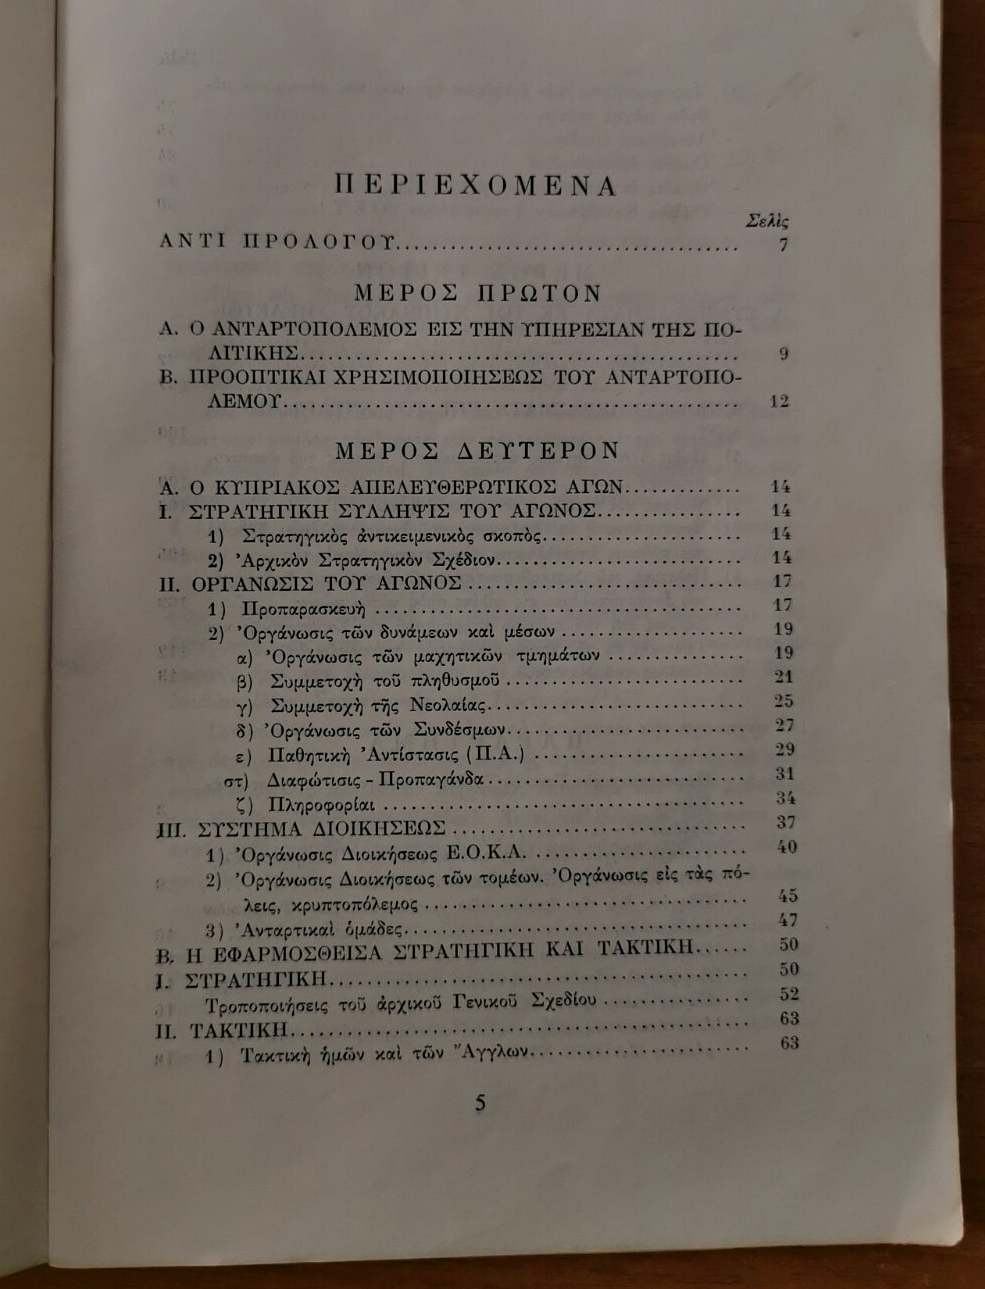 ΠΕΡΙΕΧΟΜΕΝΑ
Σελὶς
ΑΝΤΙ ΠΡΟΛΟΓΟΥ........................................ 7
ΜΕΡΟΣ ΠΡΩΤΟΝ
Α. Ο ΑΝΤΑΡΤΟΠΟΛΕΜΟΣ ΕΙΣ ΤΗΝ ΥΠΗΡΕΣΙΑΝ ΤΗΣ ΠΟ-
ΛΙΤΙΚΗΣ.................................................. 9
Β. ΠΡΟΟΠΤΙΚΑΙ ΧΡΗΣΙΜΟΠΟΙΗΣΕΩΣ ΤΟΥ ΑΝΤΑΡΤΟΠΟ-
ΛΕΜΟΥ.................................................... 12
ΜΕΡΟΣ ΔΕΥΤΕΡΟΝ
Α. Ο ΚΥΠΡΙΑΚΟΣ ΑΠΕΛΕΥΘΕΡΩΤΙΚΟΣ ΑΓΩΝ............. 14
Ι. ΣΤΡΑΤΗΓΙΚΗ ΣΥΛΛΗΨΙΣ ΤΟΥ ΑΓΩΝΟΣ................ 14
1) Στρατηγικὸς ἀντικειμενικὸς σκοπὸς....................... 14
2) Ἀρχικὸν Στρατηγικὸν Σχέδιον............................ 14
ΙΙ. ΟΡΓΑΝΩΣΙΣ ΤΟΥ ΑΓΩΝΟΣ ............................... 17
1) Προπαρασκευὴ .......................................... 17
2) Ὀργάνωσις τῶν δυνάμεων καὶ μέσων ..................... 19
α) Ὀργάνωσις τῶν μαχητικῶν τμημάτων ............... 19
β) Συμμετοχὴ τοῦ πληθυσμοῦ ........................... 21
γ) Συμμετοχὴ τῆς Νεολαίας............................. 25
δ) Ὀργάνωσις τῶν Συνδέσμων........................... 27
ε) Παθητικὴ Ἀντίστασις (Π.Α.) ........................ 29
στ) Διαφώτισις - Προπαγάνδα............................. 31
ζ) Πληροφορίαι ......................................... 34
ΙΙΙ. ΣΥΣΤΗΜΑ ΔΙΟΙΚΗΣΕΩΣ ................................. 37
1) Ὀργάνωσις Διοικήσεως Ε.Ο.Κ.Α. ........................ 40
2) Ὀργάνωσις Διοικήσεως τῶν τομέων. Ὀργάνωσις εἰς τὰς πό-
λεις, κρυπτοπόλεμος .................................... 45
3) Ἀνταρτικαὶ ὁμάδες....................................... 47
Β. Η ΕΦΑΡΜΟΣΘΕΙΣΑ ΣΤΡΑΤΗΓΙΚΗ ΚΑΙ ΤΑΚΤΙΚΗ...... 50
Ι. ΣΤΡΑΤΗΓΙΚΗ............................................... 50
Τροποποιήσεις τοῦ ἀρχικοῦ Γενικοῦ Σχεδίου ................ 52
ΙΙ. ΤΑΚΤΙΚΗ.................................................... 63
1) Τακτικὴ ἡμῶν καὶ τῶν Ἄγγλων......................... 63
5